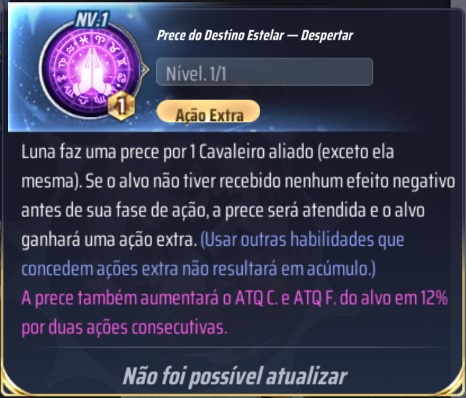 NV.1
Prece do Destino Estelar — Despertar
Nível. 1/1
1
Ação Extra
Luna faz uma prece por 1 Cavaleiro aliado (exceto ela
mesma). Se o alvo não tiver recebido nenhum efeito negativo
antes de sua fase de ação, a prece será atendida e o alvo
ganhará uma ação extra. (Usar outras habilidades que
concedem ações extra não resultará em acúmulo.)
A prece também aumentará o ATQ C. e ATQ F. do alvo em 12%
por duas ações consecutivas.
Não foi possível atualizar